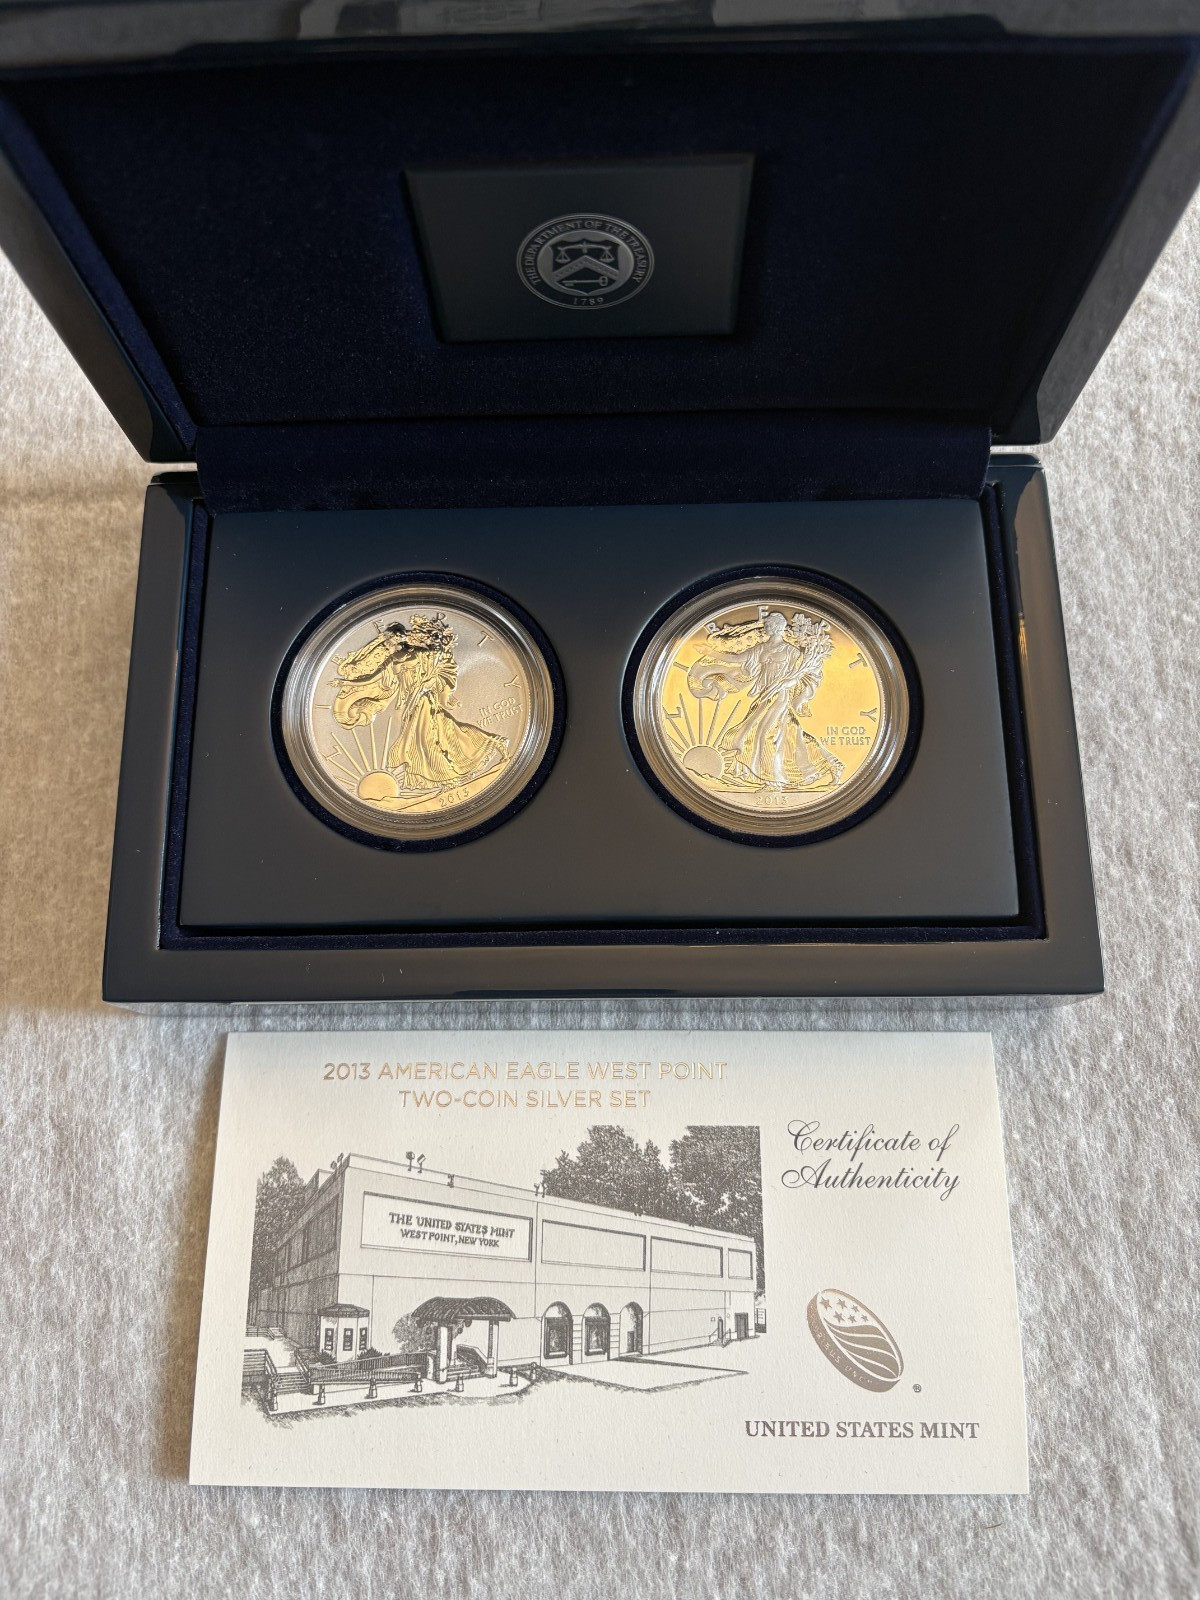 THE DEPARTMENT OF THE TREASURY
1789
LIBERTY
IN GOD
WE TRUST
2013
LIBERTY
IN GOD
WE TRUST
2013
2013 AMERICAN EAGLE WEST POINT
TWO-COIN SILVER SET
Certificate of
Authenticity
THE UNITED STATES MINT
WEST POINT, NEW YORK
®
UNITED STATES MINT